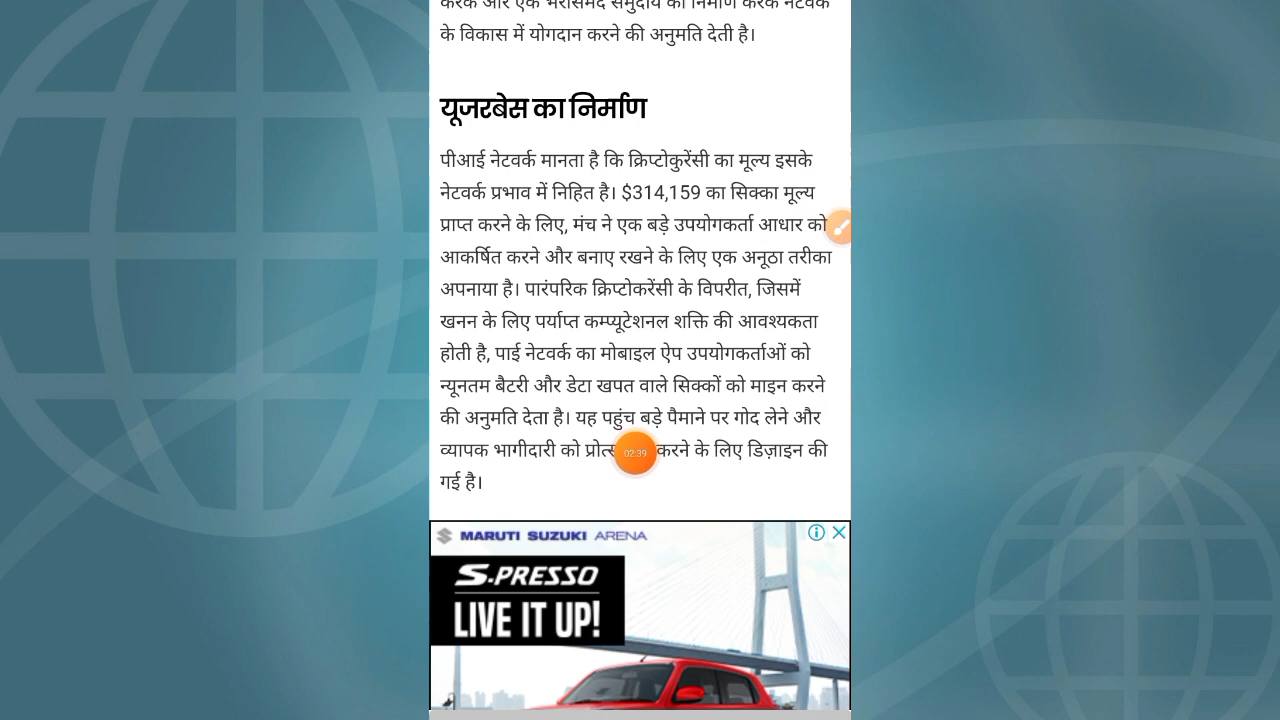 के विकास में योगदान करने की अनुमति देती है।
यूजरबेस का निर्माण
पीआई नेटवर्क मानता है कि क्रिप्टोकुरेंसी का मूल्य इसके
नेटवर्क प्रभाव में निहित है। $314,159 का सिक्का मूल्य
प्राप्त करने के लिए, मंच ने एक बड़े उपयोगकर्ता आधार को
आकर्षित करने और बनाए रखने के लिए एक अनूठा तरीका
अपनाया है। पारंपरिक क्रिप्टोकरेंसी के विपरीत, जिसमें
खनन के लिए पर्याप्त कम्प्यूटेशनल शक्ति की आवश्यकता
होती है, पाई नेटवर्क का मोबाइल ऐप उपयोगकर्ताओं को
न्यूनतम बैटरी और डेटा खपत वाले सिक्कों को माइन करने
की अनुमति देता है। यह पहुंच बड़े पैमाने पर गोद लेने और
व्यापक भागीदारी को करने के लिए डिज़ाइन की
02:39
गई है।
MARUTI SUZUKI ARENA
S-PRESSO
LIVE IT UP!